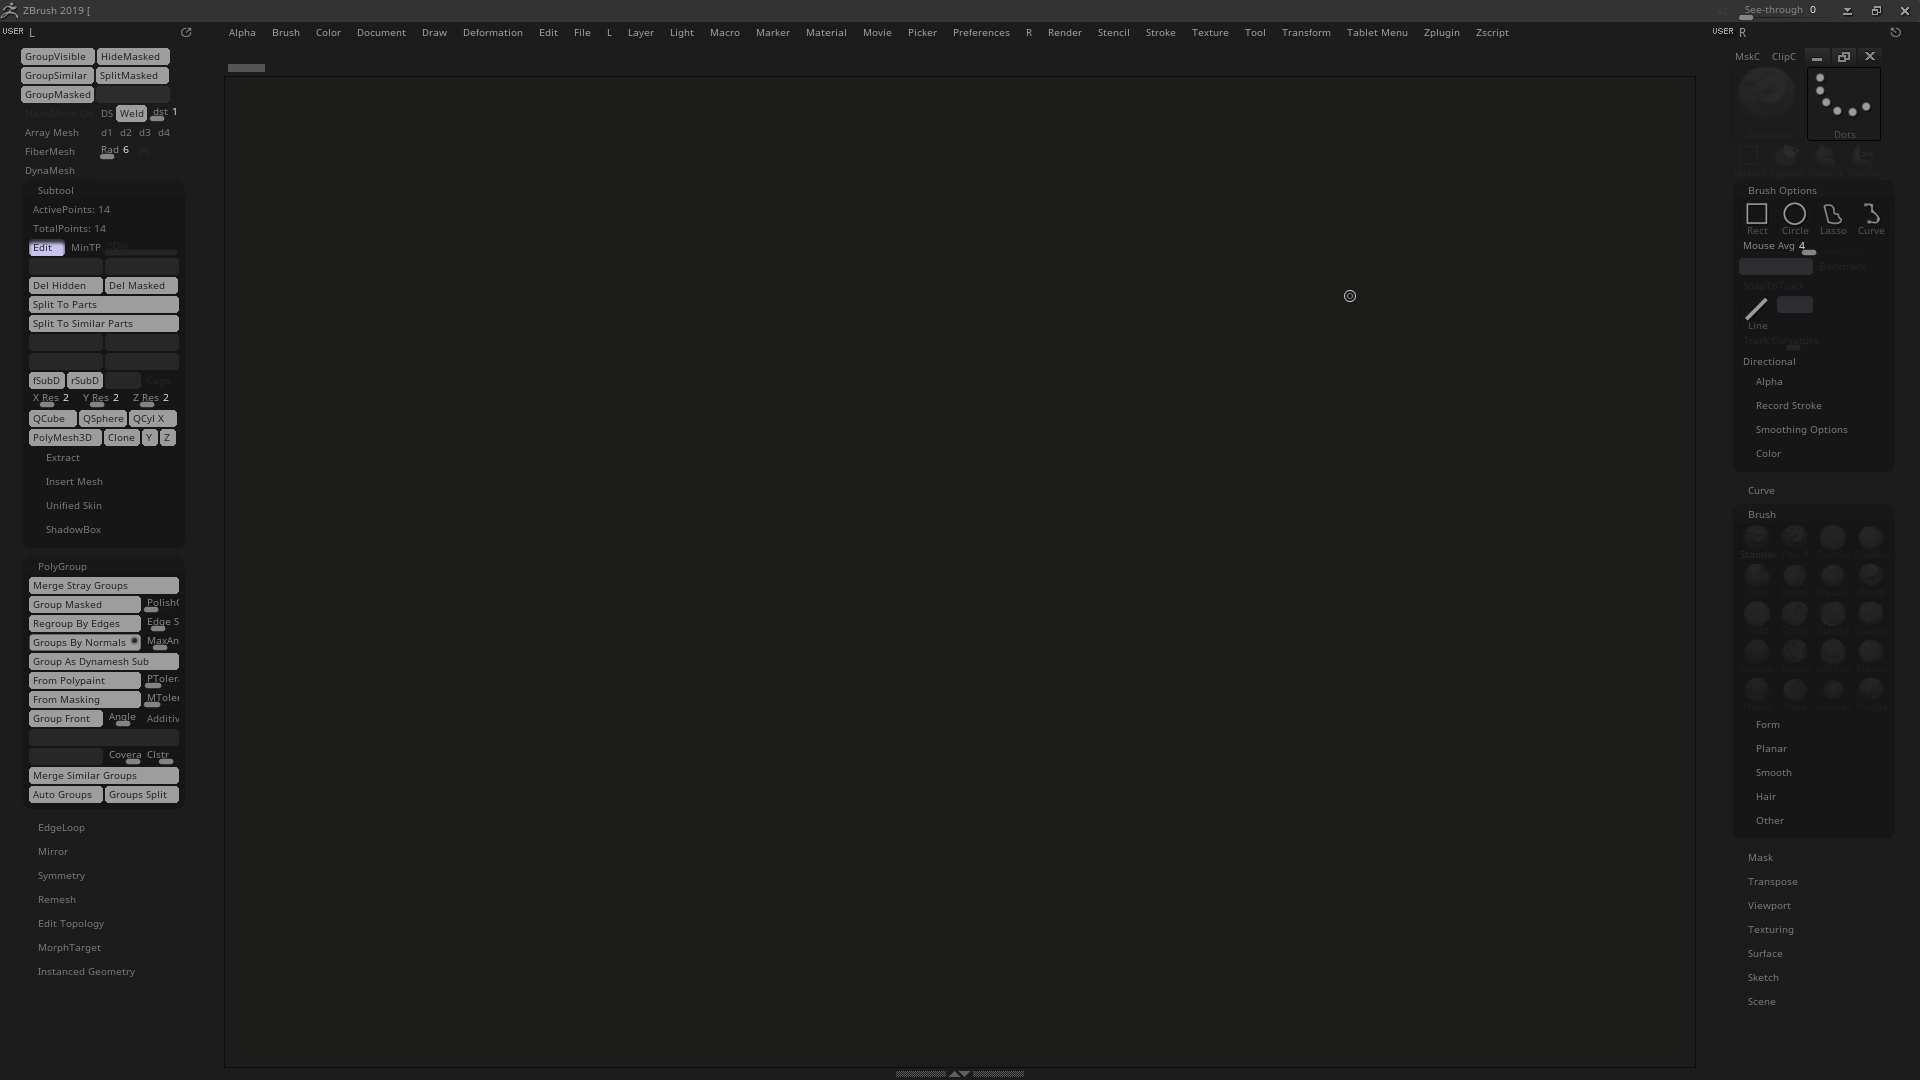 ZBrush 2019 [
See-through 0
USER L
Alpha Brush Color Document Draw Deformation Edit File L Layer Light Macro Marker Material Movie Picker Preferences R Render Stencil Stroke Texture Tool Transform Tablet Menu Zplugin Zscript
USER R
GroupVisible HideMasked
GroupSimilar SplitMasked
GroupMasked
DS Weld dst 1
Array Mesh d1 d2 d3 d4
FiberMesh Rad 6
DynaMesh
Subtool
ActivePoints: 14
TotalPoints: 14
Edit MinTP
Del Hidden Del Masked
Split To Parts
Split To Similar Parts
fSubD rSubD Cage
X Res 2 Y Res 2 Z Res 2
QCube QSphere QCyl X
PolyMesh3D Clone Y Z
Extract
Insert Mesh
Unified Skin
ShadowBox
PolyGroup
Merge Stray Groups
Group Masked Polish
Regroup By Edges Edge S
Groups By Normals MaxAn
Group As Dynamesh Sub
From Polypaint PToler
From Masking MToler
Group Front Angle Additiv
Covera Clstr
Merge Similar Groups
Auto Groups Groups Split
EdgeLoop
Mirror
Symmetry
Remesh
Edit Topology
MorphTarget
Instanced Geometry
MskC ClipC
Dots
Brush Options
Rect Circle Lasso Curve
Mouse Avg 4
Backtrack
SnapToTrack
Line
Track Curvature
Directional
Alpha
Record Stroke
Smoothing Options
Color
Curve
Brush
Standar
Form
Planar
Smooth
Hair
Other
Mask
Transpose
Viewport
Texturing
Surface
Sketch
Scene